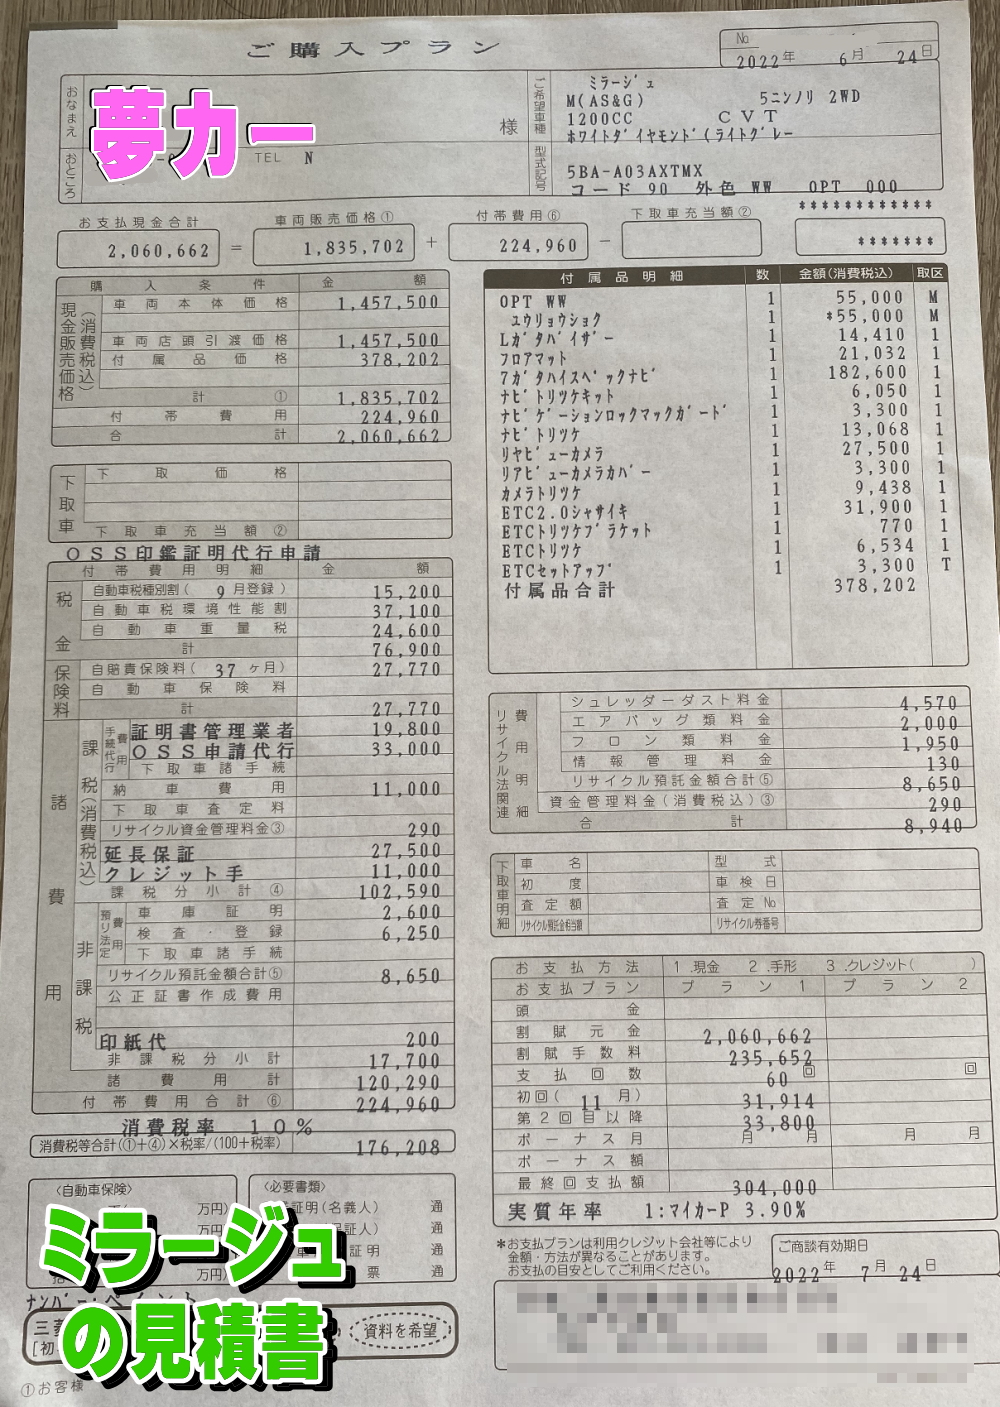 ご購入プラン
No
2022年 6月 24日
おなまえ
夢カー
様
おところ
TEL N
ご希望車種
ミラージュ
M(AS&G) 5ニンノリ 2WD
1200CC CVT
ホワイトダイヤモンド(ライトグレー
型式記号
5BA-A03AXTMX
コード 90 外色 WW OPT 000
************
お支払現金合計 車両販売価格① 付帯費用⑥ 下取車充当額②
2,060,662 = 1,835,702 + 224,960 − *******
購入条件 金額
現金販売価格(消費税込)
車両本体価格 1,457,500
車両店頭引渡価格 1,457,500
付属品価格 378,202
計① 1,835,702
付帯費用 224,960
合計 2,060,662
下取車
下取価格
下取車充当額②
OSS印鑑証明代行申請
付帯費用明細 金額
税金
自動車税種別割(9月登録) 15,200
自動車税環境性能割 37,100
自動車重量税 24,600
計 76,900
保険料
自賠責保険料(37ヶ月) 27,770
自動車保険料
計 27,770
諸費用
課税(消費税込)
手続代行費用
証明書管理業者 19,800
OSS申請代行 33,000
下取車諸手続
納車費用 11,000
下取車査定料
リサイクル資金管理料金③ 290
延長保証 27,500
クレジット手 11,000
課税分小計④ 102,590
非課税
預り法定費用
車庫証明 2,600
検査・登録 6,250
下取車諸手続
リサイクル預託金額合計⑤ 8,650
公正証書作成費用
印紙代 200
非課税分小計 17,700
諸費用計 120,290
付帯費用合計⑥ 224,960
消費税率 10%
消費税等合計(①+④)×税率/(100+税率) 176,208
付属品明細 数 金額(消費税込) 取区
OPT WW 1 55,000 M
ユウリョウショク 1 *55,000 M
Lガタバイザー 1 14,410 1
フロアマット 1 21,032 1
7ガタハイスペックナビ 1 182,600 1
ナビトリツケキット 1 6,050 1
ナビゲーションロックマックガード 1 3,300 1
ナビトリツケ 1 13,068 1
リヤビューカメラ 1 27,500 1
リアビューカメラカバー 1 3,300 1
カメラトリツケ 1 9,438 1
ETC2.0シャサイキ 1 31,900 1
ETCトリツケブラケット 1 770 1
ETCトリツケ 1 6,534 1
ETCセットアップ 1 3,300 T
付属品合計 378,202
リサイクル法関連費用明細
シュレッダーダスト料金 4,570
エアバッグ類料金 2,000
フロン類料金 1,950
情報管理料金 130
リサイクル預託金額合計⑤ 8,650
資金管理料金(消費税込)③ 290
合計 8,940
下取車明細
車名 型式
初度 車検日
査定額 査定No
リサイクル預託金相当額 リサイクル券番号
お支払方法 1.現金 2.手形 3.クレジット( )
お支払プラン プラン1 プラン2
頭金
割賦元金 2,060,662
割賦手数料 235,652
支払回数 60回 回
初回(11月) 31,914
第2回目以降 33,800
ボーナス月 月 月 月 月
ボーナス額
最終回支払額 304,000
実質年率 1:マイカーP 3.90%
*お支払プランは利用クレジット会社等により
金額・方法が異なることがあります。
お支払の目安としてご利用ください。
ご商談有効期日
2022年 7月 24日
〈自動車保険〉
万円)
万円)
万円)
〈必要書類〉
証明(名義人) 通
証人) 通
証明 通
票 通
ナンバー・ペイント
ミラージュ
の見積書
資料を希望
①お客様